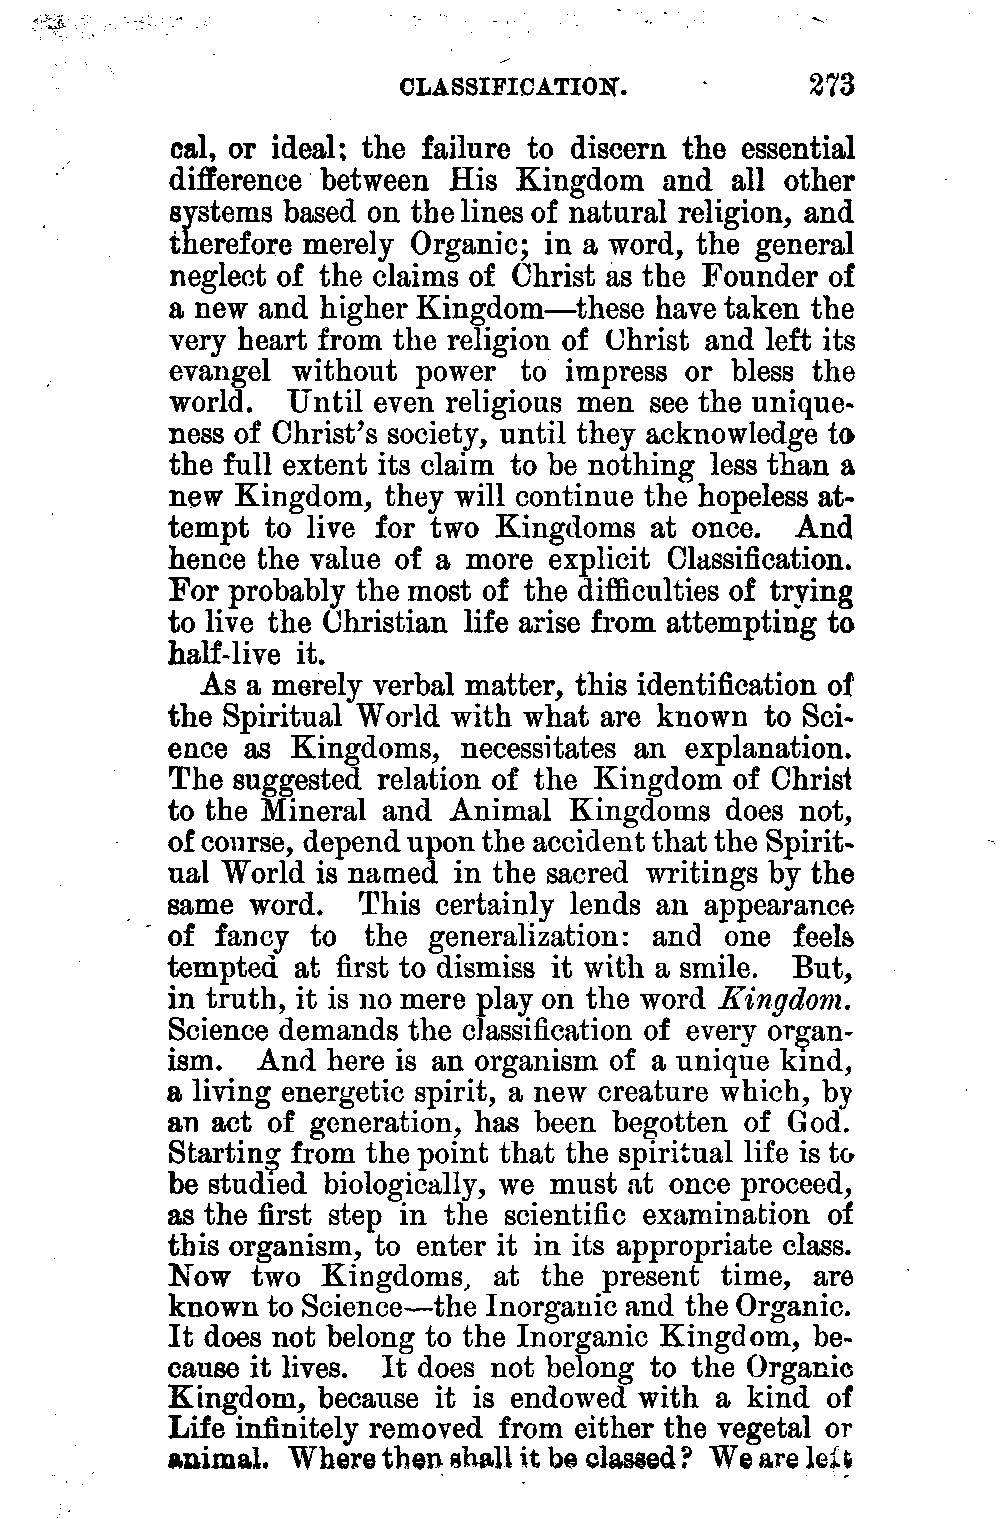 CLASSIFICATION. 273
cal, or ideal; the failure to discern the essential
difference between His Kingdom and all other
systems based on the lines of natural religion, and
therefore merely Organic; in a word, the general
neglect of the claims of Christ as the Founder of
a new and higher Kingdom—these have taken the
very heart from the religion of Christ and left its
evangel without power to impress or bless the
world. Until even religious men see the unique-
ness of Christ's society, until they acknowledge to
the full extent its claim to be nothing less than a
new Kingdom, they will continue the hopeless at-
tempt to live for two Kingdoms at once. And
hence the value of a more explicit Classification.
For probably the most of the difficulties of trying
to live the Christian life arise from attempting to
half-live it.
As a merely verbal matter, this identification of
the Spiritual World with what are known to Sci-
ence as Kingdoms, necessitates an explanation.
The suggested relation of the Kingdom of Christ
to the Mineral and Animal Kingdoms does not,
of course, depend upon the accident that the Spirit-
ual World is named in the sacred writings by the
same word. This certainly lends an appearance
of fancy to the generalization: and one feels
tempted at first to dismiss it with a smile. But,
in truth, it is no mere play on the word Kingdom.
Science demands the classification of every organ-
ism. And here is an organism of a unique kind,
a living energetic spirit, a new creature which, by
an act of generation, has been begotten of God.
Starting from the point that the spiritual life is to
be studied biologically, we must at once proceed,
as the first step in the scientific examination of
this organism, to enter it in its appropriate class.
Now two Kingdoms, at the present time, are
known to Science—the Inorganic and the Organic.
It does not belong to the Inorganic Kingdom, be-
cause it lives. It does not belong to the Organic
Kingdom, because it is endowed with a kind of
Life infinitely removed from either the vegetal or
animal. Where then shall it be classed? We are left